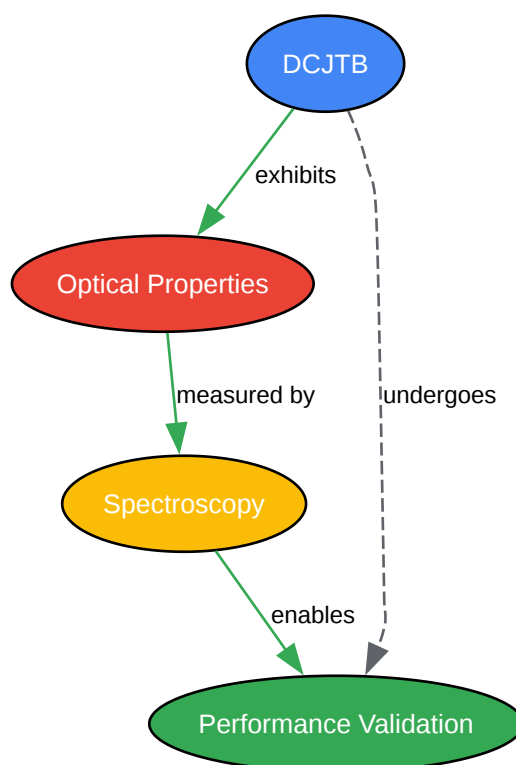 DCJTB
exhibits
Optical Properties
measured by
undergoes
Spectroscopy
enables
Performance Validation